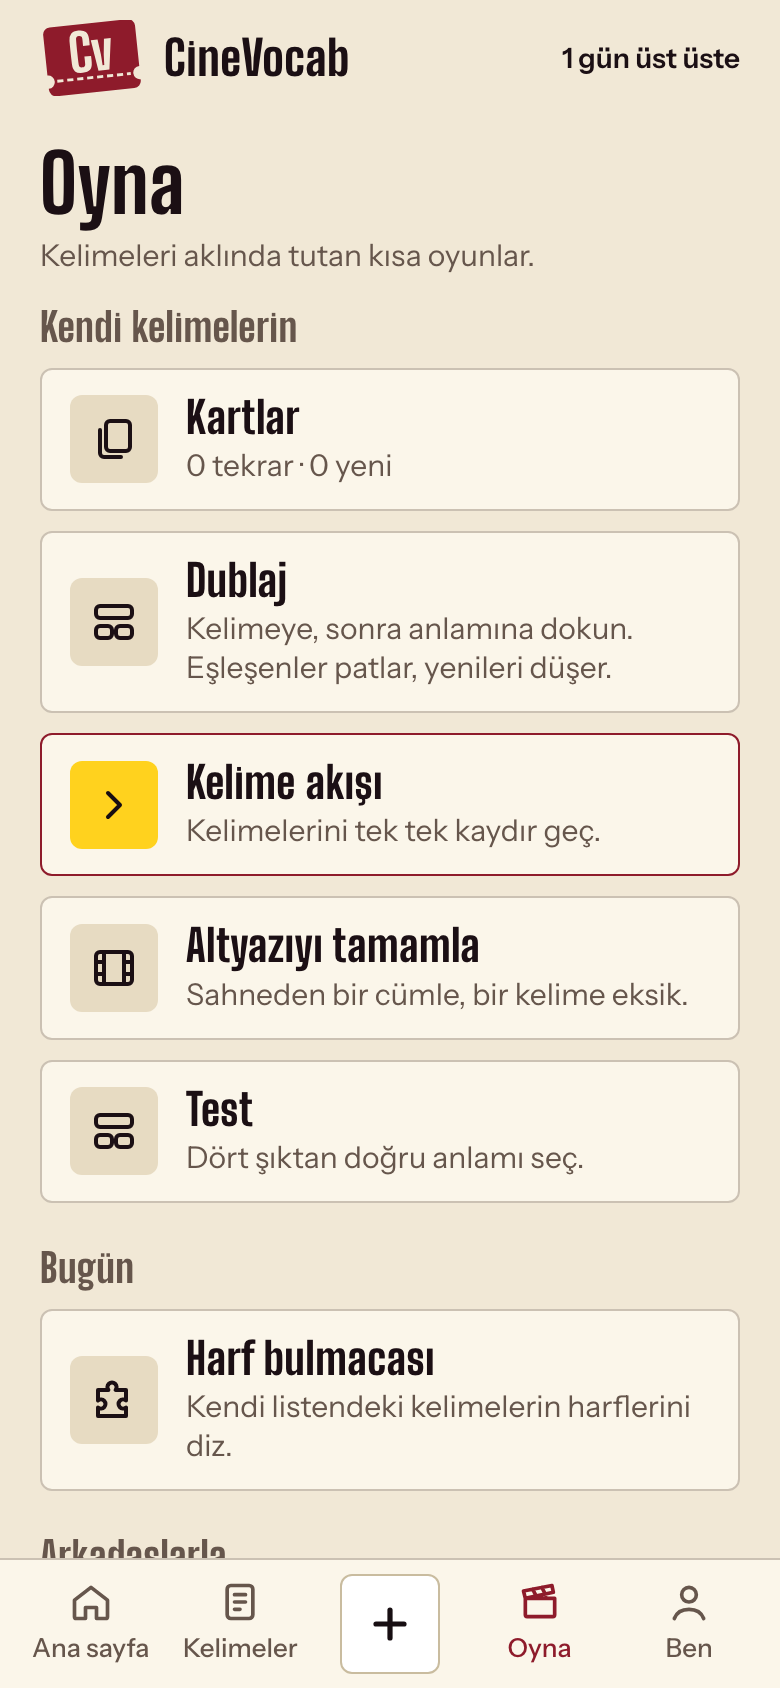 Cv
CineVocab
1 gün üst üste
Oyna
Kelimeleri aklında tutan kısa oyunlar.
Kendi kelimelerin
Kartlar
0 tekrar · 0 yeni
Dublaj
Kelimeye, sonra anlamına dokun.
Eşleşenler patlar, yenileri düşer.
Kelime akışı
Kelimelerini tek tek kaydır geç.
Altyazıyı tamamla
Sahneden bir cümle, bir kelime eksik.
Test
Dört şıktan doğru anlamı seç.
Bugün
Harf bulmacası
Kendi listendeki kelimelerin harflerini
diz.
Arkadaşlarla
Ana sayfa
Kelimeler
Oyna
Ben